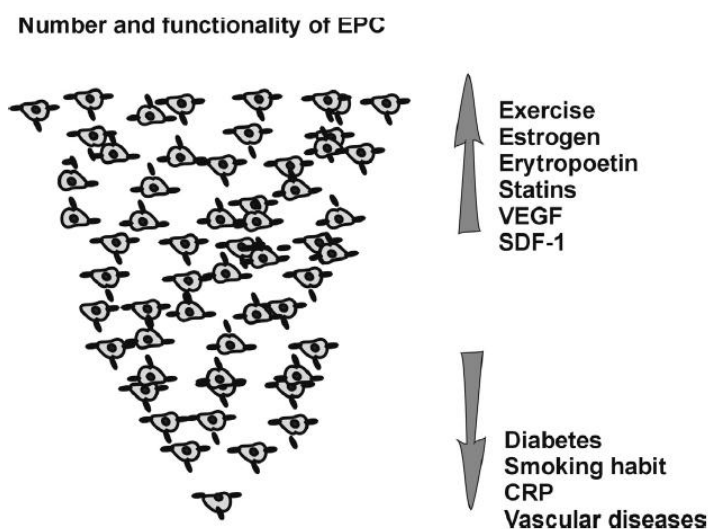 Number and functionality of EPC
Exercise
Estrogen
Erytropoetin
Statins
VEGF
SDF-1
Diabetes
Smoking habit
CRP
Vascular diseases